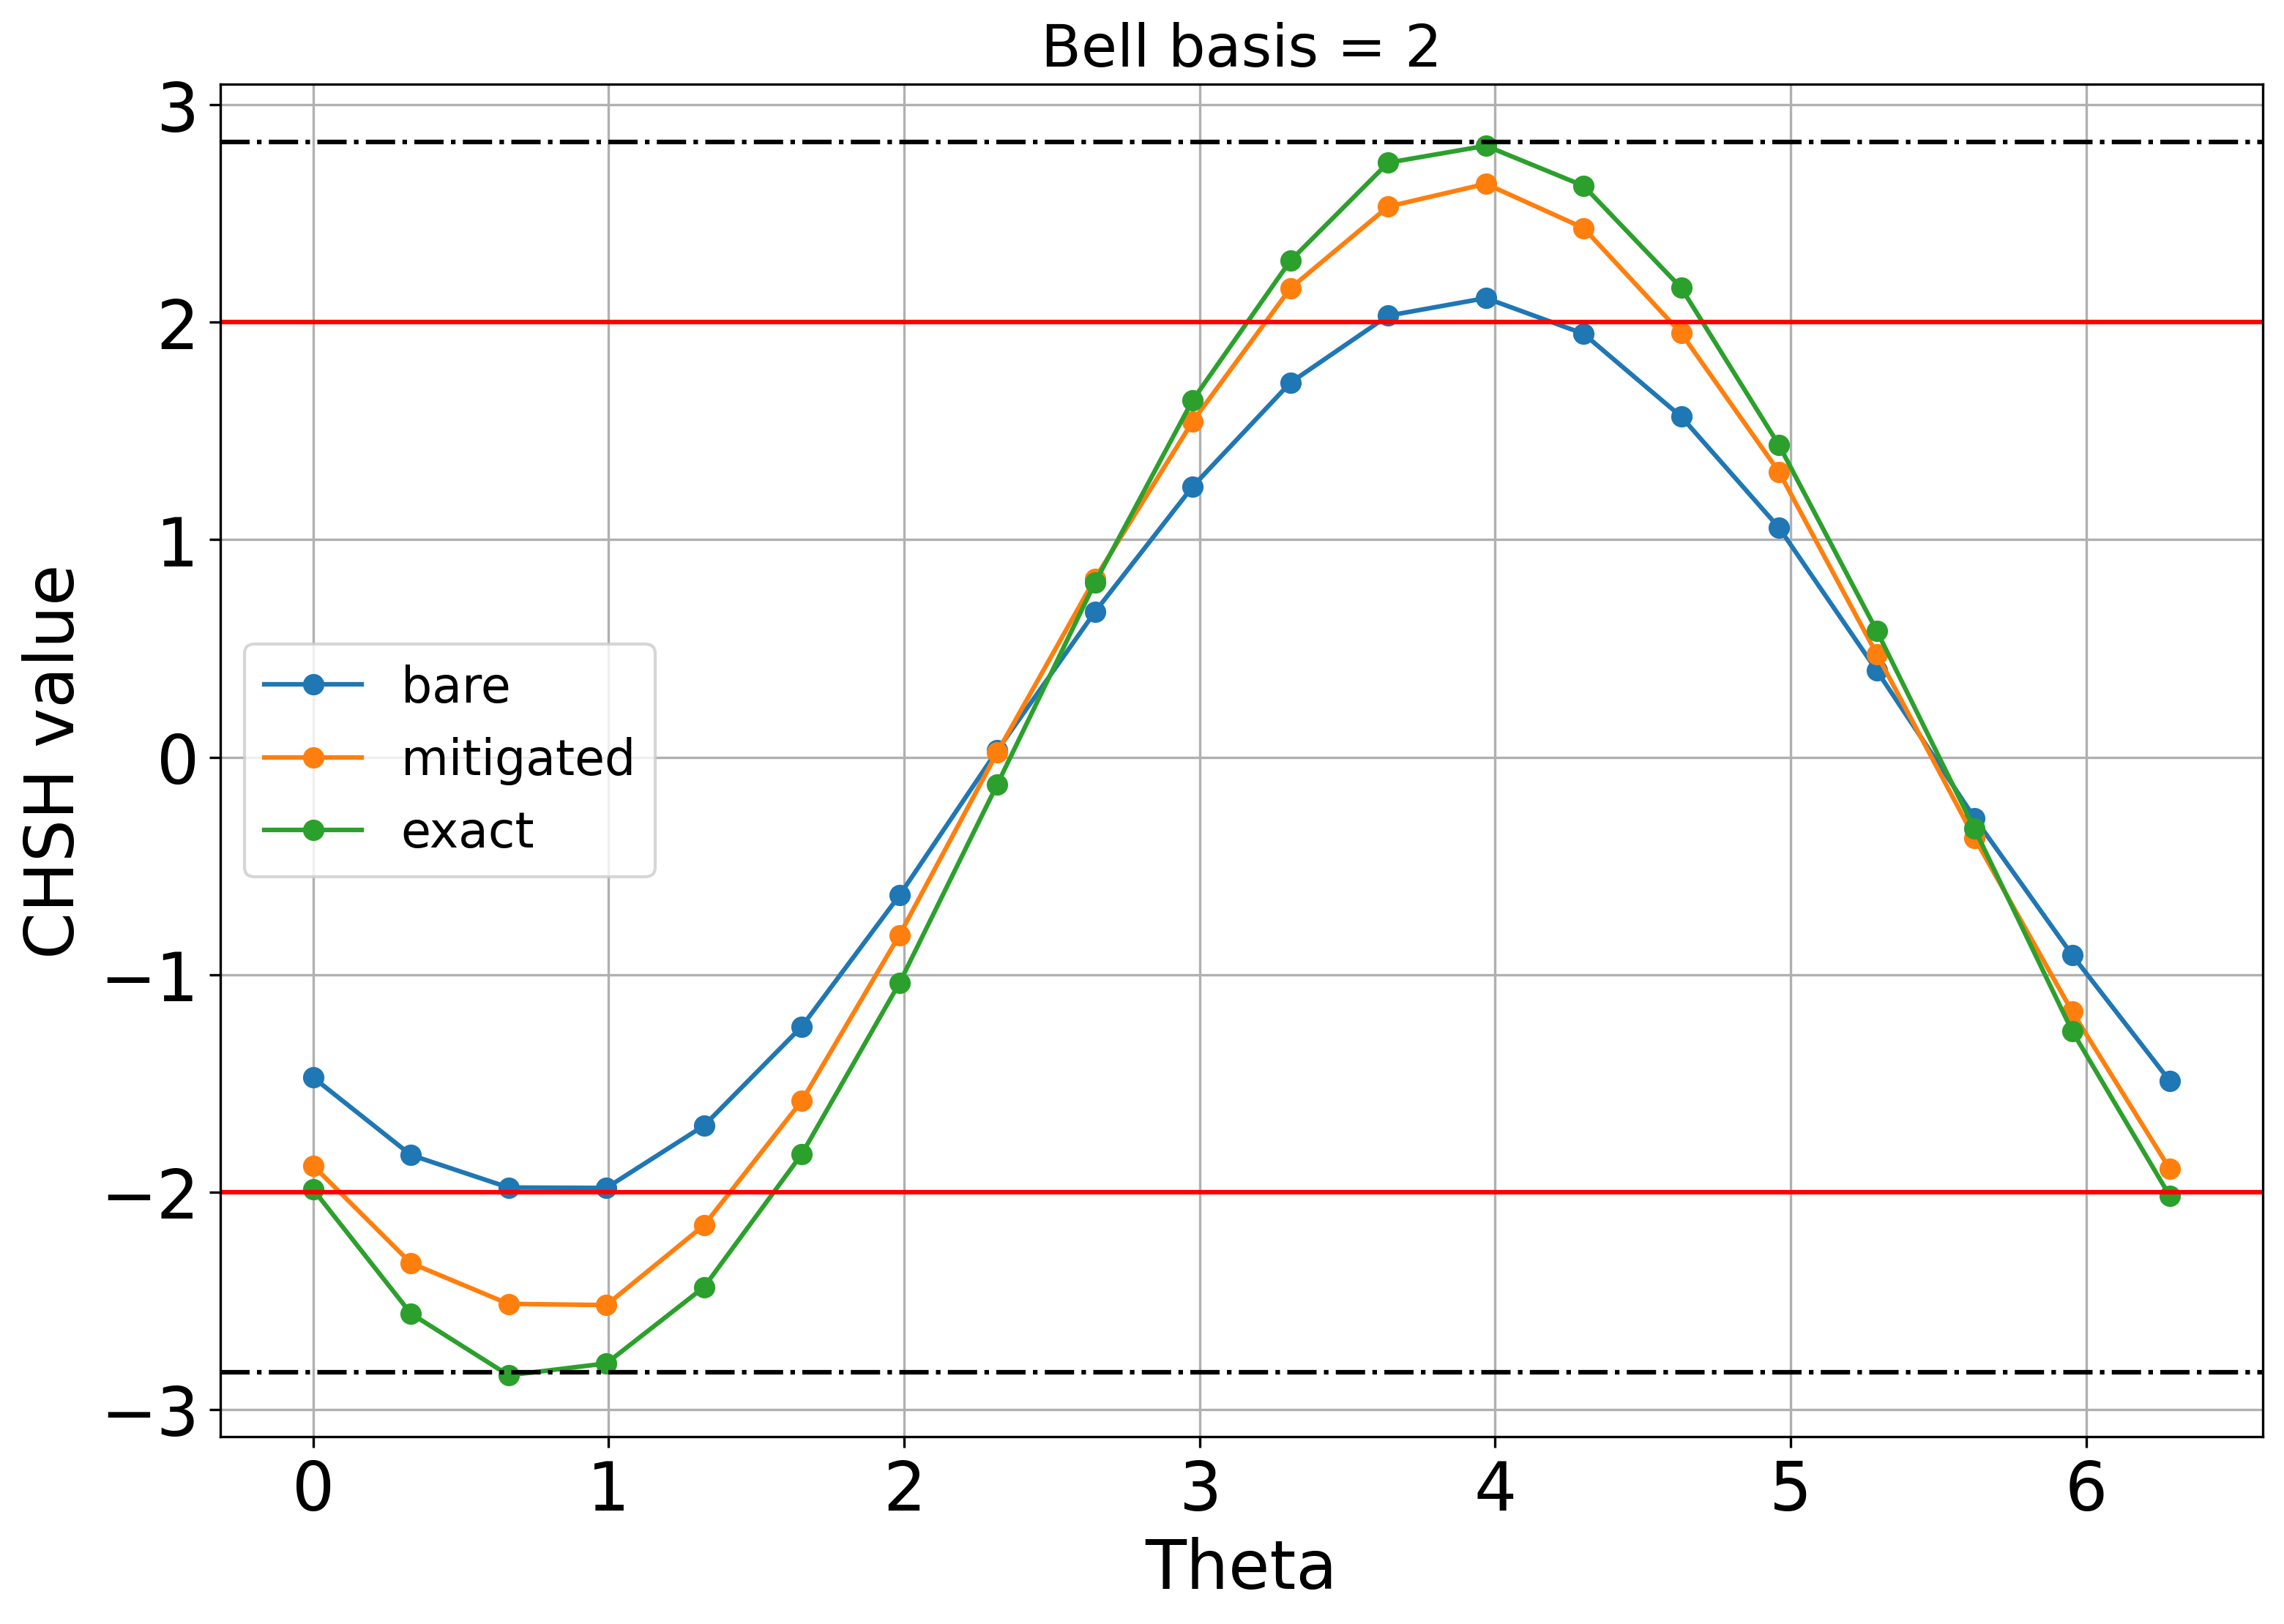 Bell basis = 2
CHSH value
3
2
1
0
−1
−2
−3
bare
mitigated
exact
0 1 2 3 4 5 6
Theta